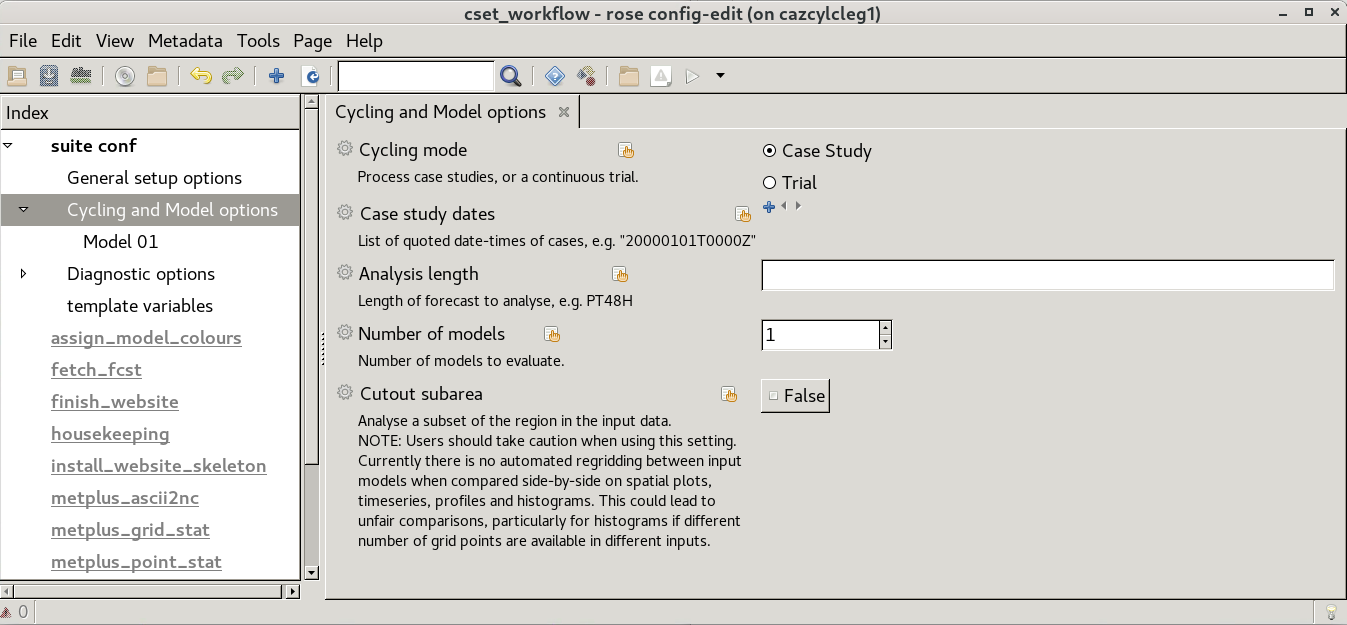 cset_workflow - rose config-edit (on cazcylcleg1)
File Edit View Metadata Tools Page Help
Index
suite conf
General setup options
Cycling and Model options
Model 01
Diagnostic options
template variables
assign_model_colours
fetch_fcst
finish_website
housekeeping
install_website_skeleton
metplus_ascii2nc
metplus_grid_stat
metplus_point_stat
Cycling and Model options
Cycling mode
Process case studies, or a continuous trial.
Case Study
Trial
Case study dates
List of quoted date-times of cases, e.g. "20000101T0000Z"
Analysis length
Length of forecast to analyse, e.g. PT48H
Number of models
Number of models to evaluate.
1
Cutout subarea
False
Analyse a subset of the region in the input data.
NOTE: Users should take caution when using this setting.
Currently there is no automated regridding between input
models when compared side-by-side on spatial plots,
timeseries, profiles and histograms. This could lead to
unfair comparisons, particularly for histograms if different
number of grid points are available in different inputs.
0